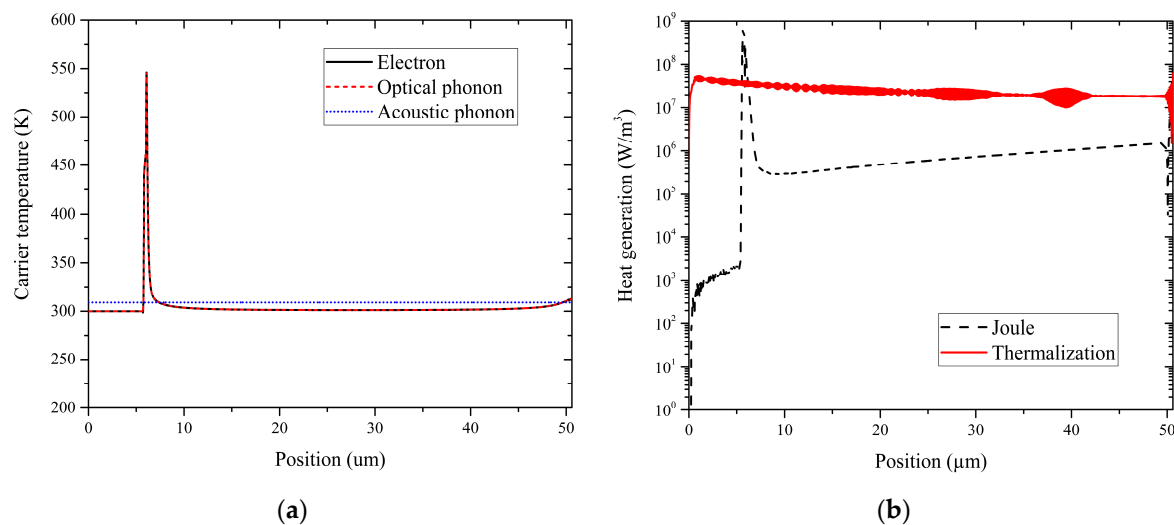 600
550
500
450
400
350
300
250
200
Carrier temperature (K)
Electron
Optical phonon
Acoustic phonon
0 10 20 30 40 50
Position (um)
(a)
10⁹
10⁸
10⁷
10⁶
10⁵
10⁴
10³
10²
10¹
10⁰
Heat generation (W/m³)
Joule
Thermalization
0 10 20 30 40 50
Position (µm)
(b)